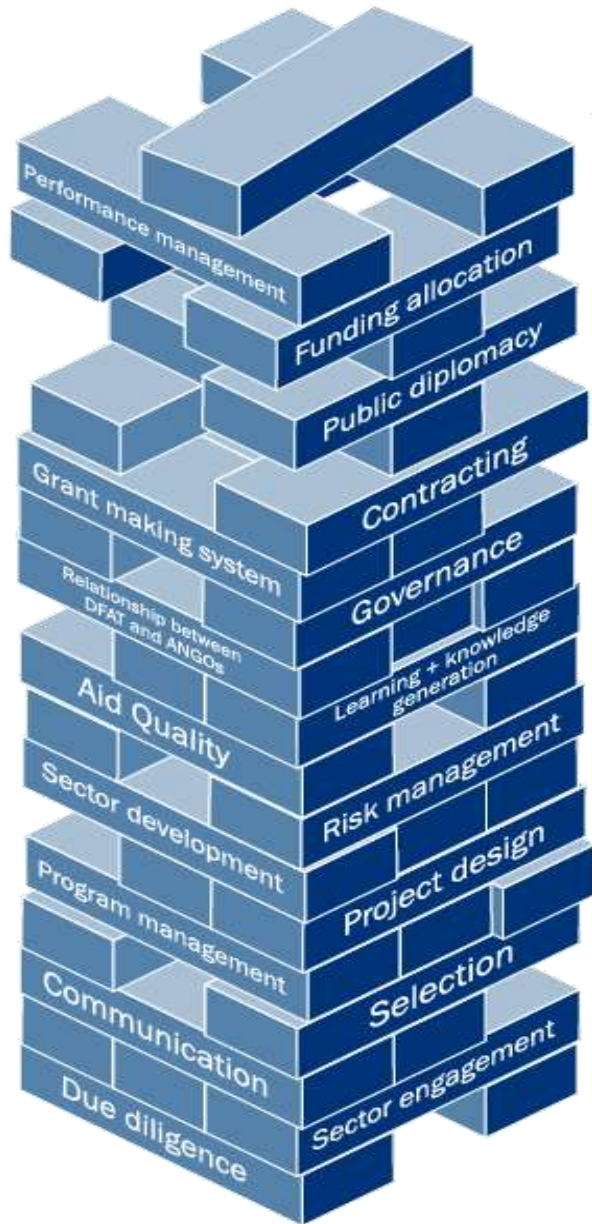 Performance management
Funding allocation
Public diplomacy
Contracting
Grant making system
Governance
Relationship between
DFAT and ANGOs
Learning + knowledge
generation
Aid Quality
Risk management
Sector development
Project design
Program management
Selection
Communication
Sector engagement
Due diligence